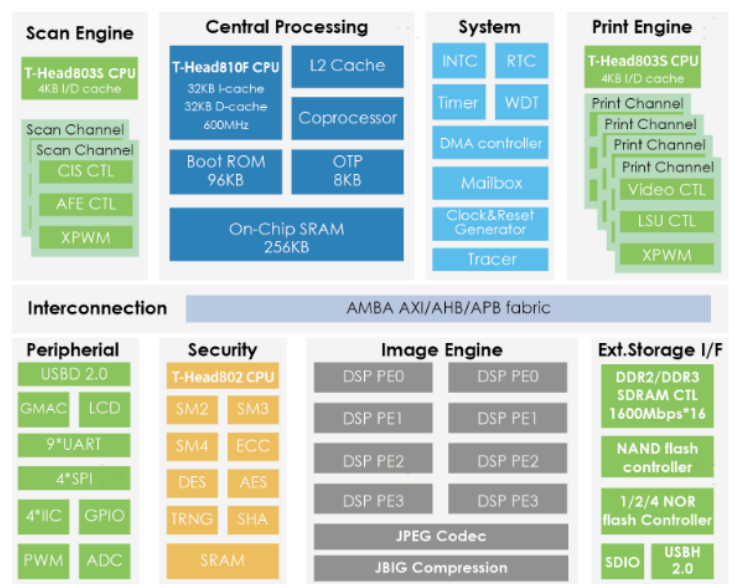 Scan Engine
T-Head803S CPU
4KB I/D cache
Scan Channel
Scan Channel
CIS CTL
AFE CTL
XPWM
Central Processing
T-Head810F CPU
32KB I-cache
32KB D-cache
600MHz
L2 Cache
Coprocessor
Boot ROM
96KB
OTP
8KB
On-Chip SRAM
256KB
System
INTC
RTC
Timer
WDT
DMA controller
Mailbox
Clock&Reset
Generator
Tracer
Print Engine
T-Head803S CPU
4KB I/D cache
Print Channel
Print Channel
Print Channel
Print Channel
Video CTL
LSU CTL
XPWM
Interconnection
AMBA AXI/AHB/APB fabric
Peripherial
USBD 2.0
GMAC
LCD
9*UART
4*SPI
4*IIC
GPIO
PWM
ADC
Security
T-Head802 CPU
SM2
SM3
SM4
ECC
DES
AES
TRNG
SHA
SRAM
Image Engine
DSP PE0
DSP PE0
DSP PE1
DSP PE1
DSP PE2
DSP PE2
DSP PE3
DSP PE3
JPEG Codec
JBIG Compression
Ext.Storage I/F
DDR2/DDR3
SDRAM CTL
1600Mbps*16
NAND flash
controller
1/2/4 NOR
flash Controller
SDIO
USBH
2.0